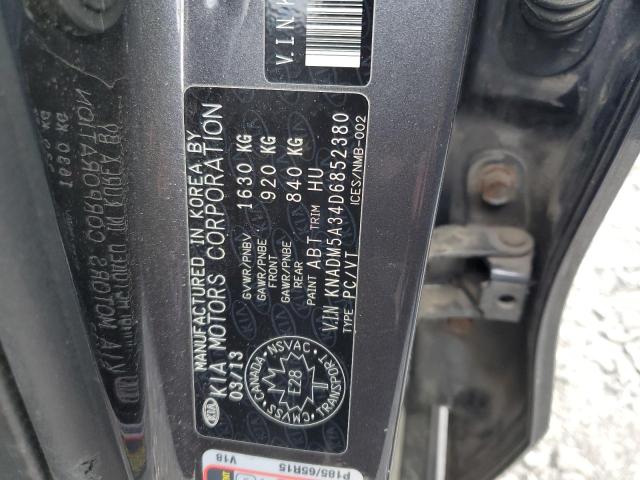 MANUFACTURED IN KOREA BY
KIA MOTORS CORPORATION
03/13
GVWR/PNBV 1630 KG
GAWR/PNBE FRONT 920 KG
GAWR/PNBE REAR 840 KG
PAINT ABT TRIM HU
VIN KNADM5A34D6852380
TYPE PC/VT ICES/NMB-002
KIA
CANADA
NSVAC
TRANSPORT
CMVSS
E28
V.I.N
P185/65R15
V18